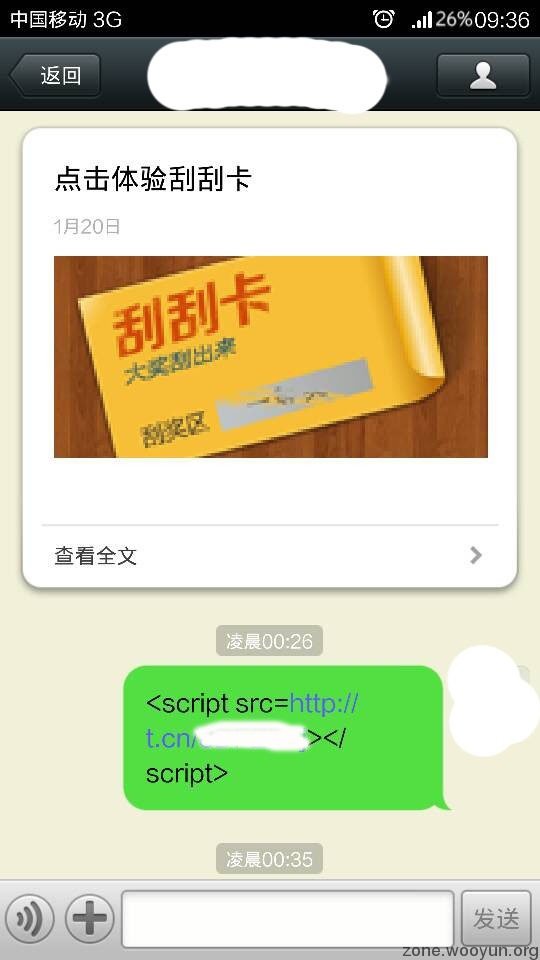 中国移动 3G 26% 09:36
返回
点击体验刮刮卡
1月20日
刮刮卡
大奖刮出来
刮奖区
查看全文
凌晨00:26
<script src=http://
t.cn/ ></
script>
凌晨00:35
发送
zone.wooyun.org